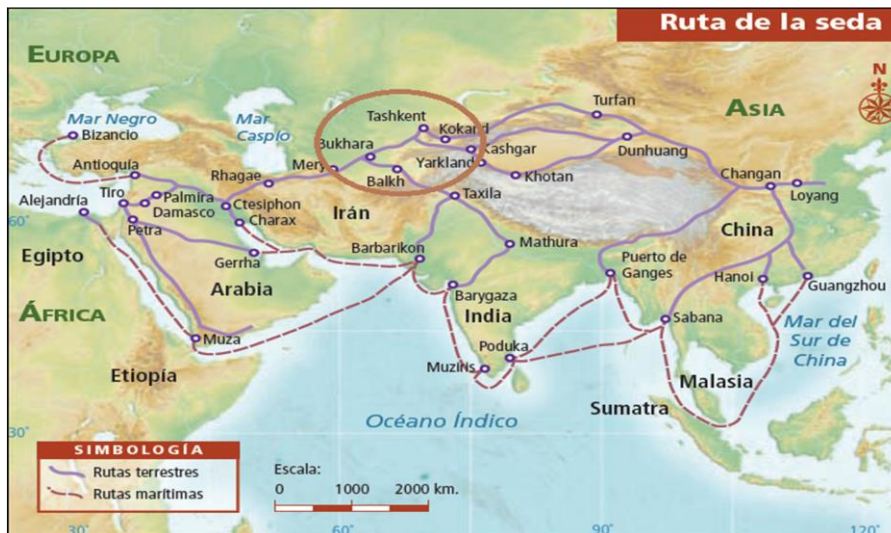 Ruta de la seda
EUROPA
N
Mar Negro
Bizancio
Mar
Caspio
Tashkent
Kokand
Turfan
ASIA
Bukhara
Kashgar
Dunhuang
Antioquía
Merv
Yarkland
Rhagae
Balkh
Khotan
Changan
Tiro
Palmira
Ctesiphon
Taxila
Loyang
Alejandría
Damasco
Charax
Irán
60°
Petra
China
Egipto
Barbarikon
Mathura
Puerto de
Ganges
Gerrha
Hanoi
Arabia
Barygaza
Guangzhou
ÁFRICA
India
Sabana
Mar del
Sur de
China
Muza
Poduka
Etiopía
Muziris
Malasia
Sumatra
Océano Índico
30°
SIMBOLOGÍA
Rutas terrestres
Rutas marítimas
Escala:
0 1000 2000 km.
30°
60°
90°
120°